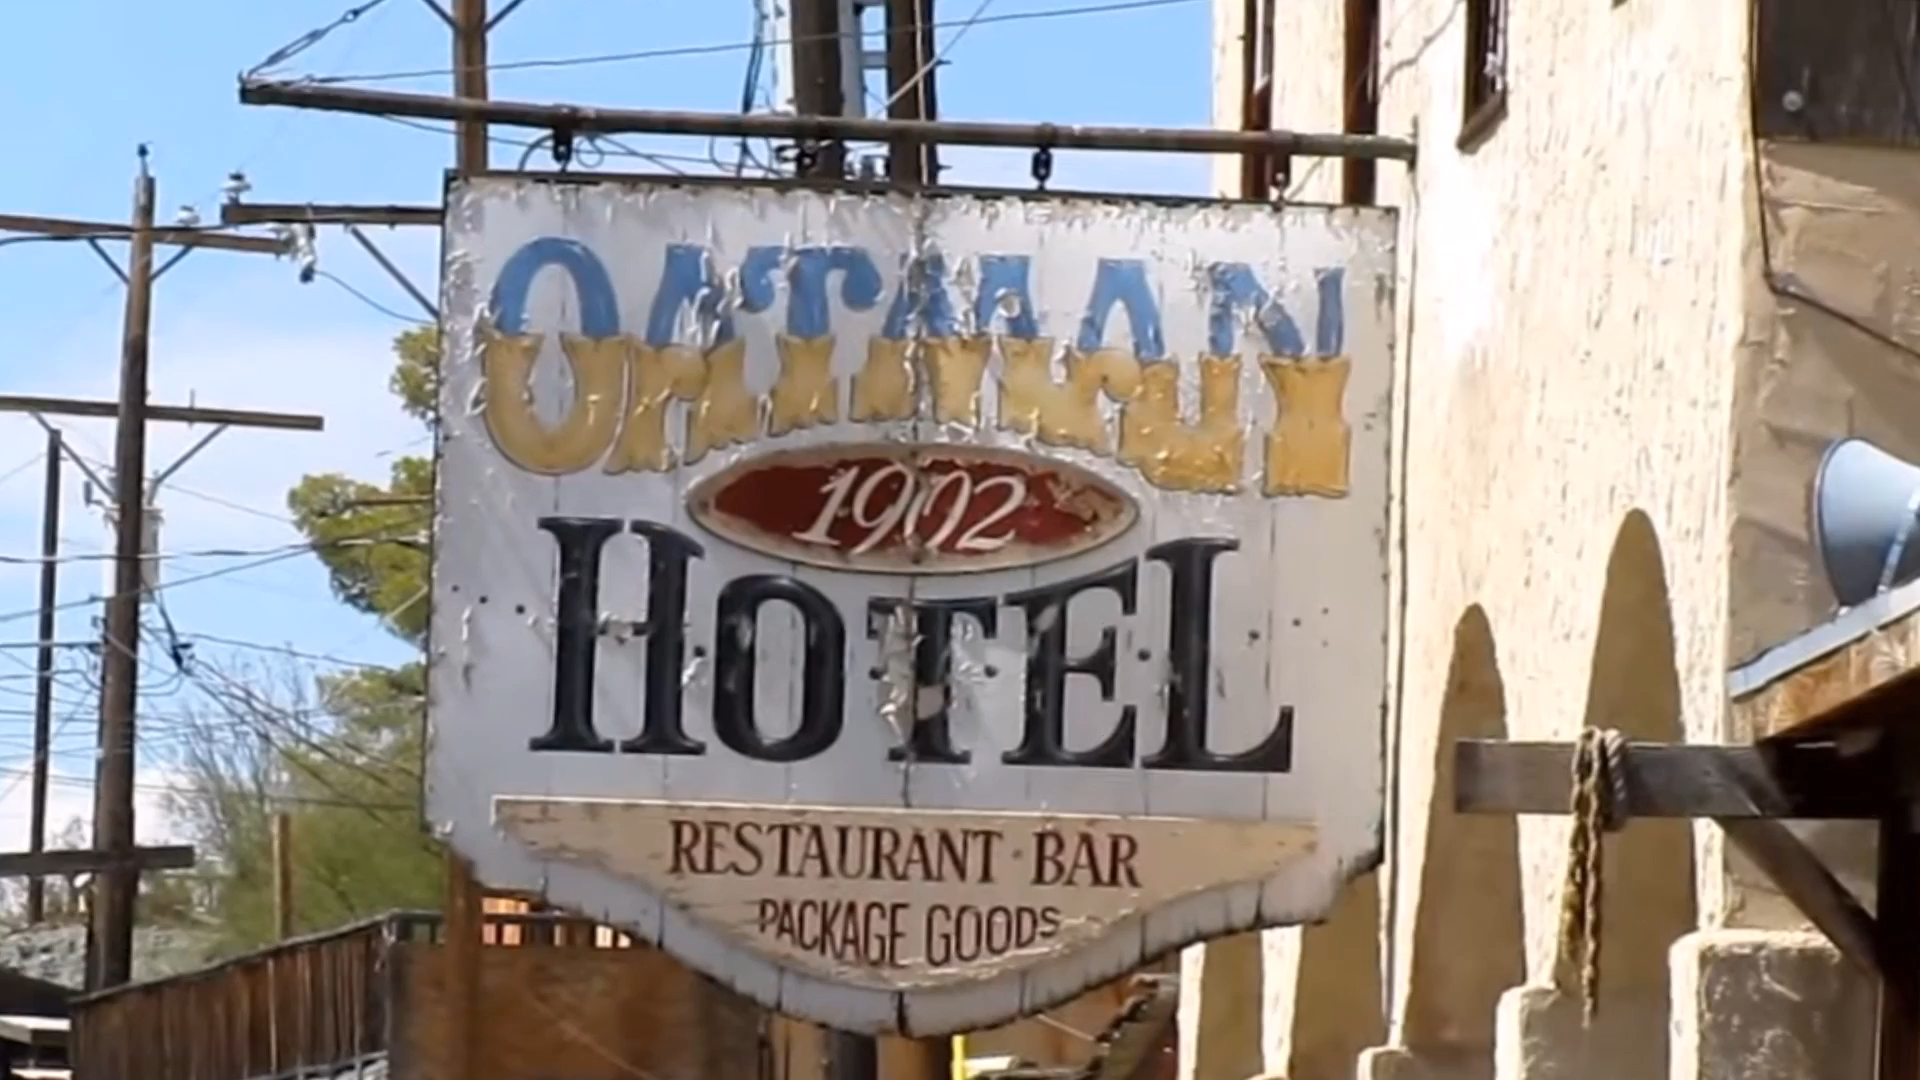 OATMAN
1902
HOTEL
RESTAURANT · BAR
PACKAGE GOODS